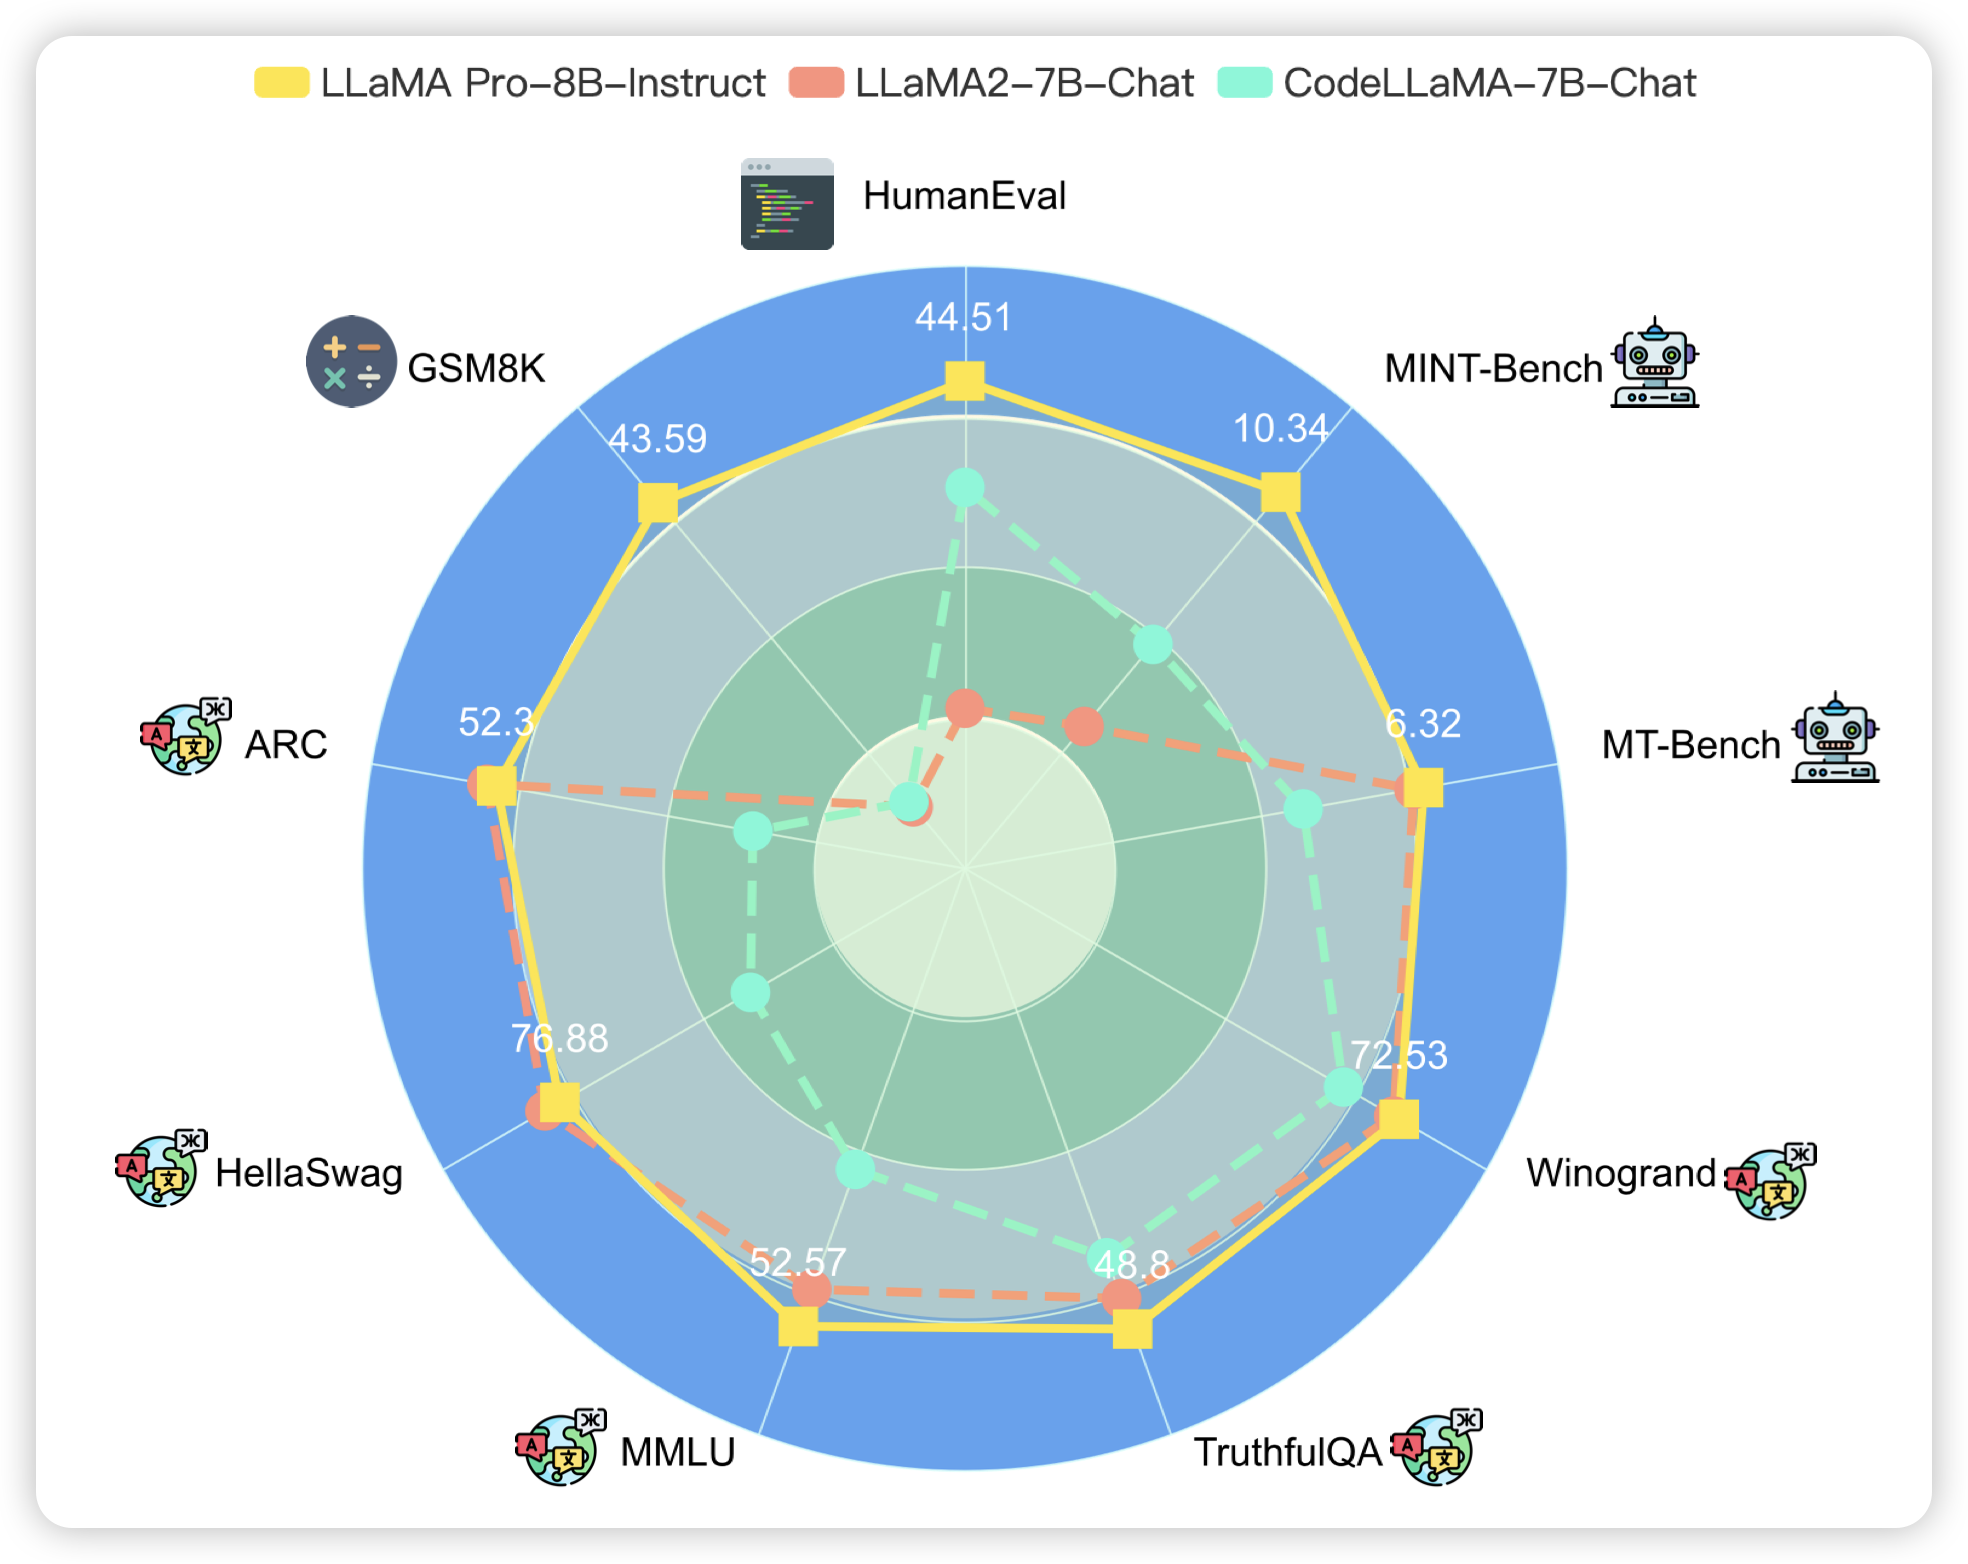 LLaMA Pro-8B-Instruct LLaMA2-7B-Chat CodeLLaMA-7B-Chat
HumanEval
44.51
MINT-Bench
10.34
GSM8K
43.59
MT-Bench
6.32
ARC
52.3
Winogrand
72.53
HellaSwag
76.88
TruthfulQA
48.8
MMLU
52.57
A
文
Ж
A
文
Ж
A
文
Ж
A
文
Ж
A
文
Ж